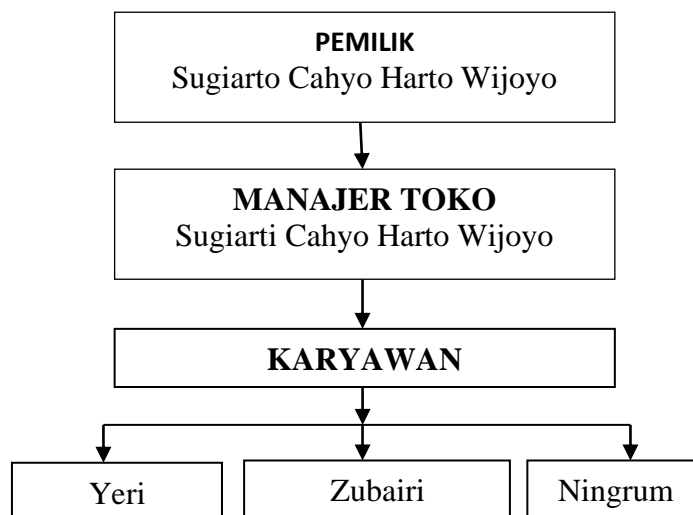 PEMILIK
Sugiarto Cahyo Harto Wijoyo
MANAJER TOKO
Sugiarti Cahyo Harto Wijoyo
KARYAWAN
Yeri
Zubairi
Ningrum